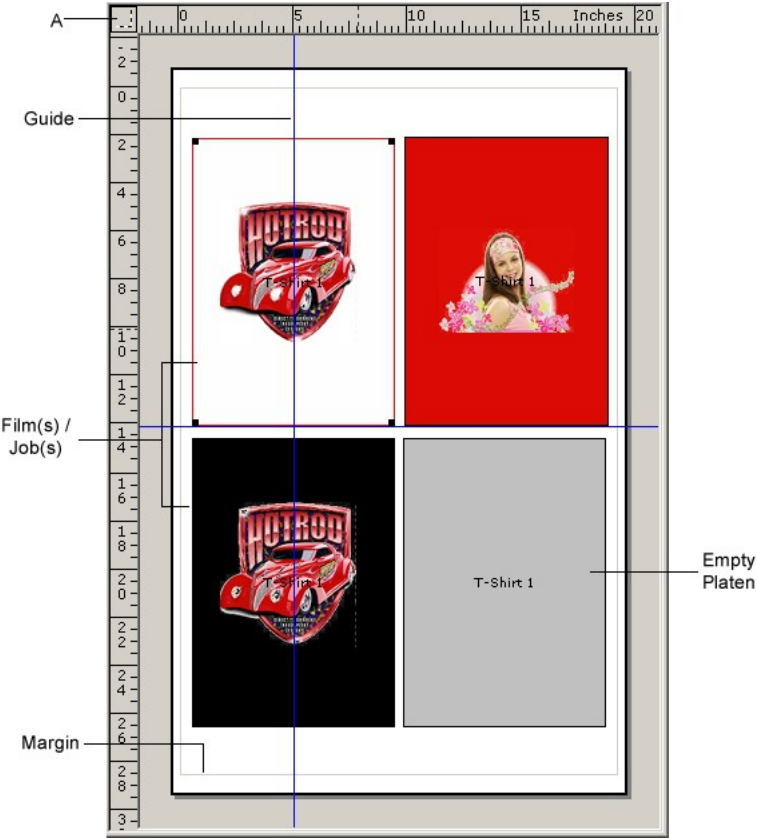 A
0 5 10 15 Inches 20
2
0
Guide
2
4
6
HOTROD
8
T-Shirt 1
T-Shirt 1
10
12
Film(s) /
Job(s)
14
16
18
HOTROD
20
T-Shirt 1
T-Shirt 1
Empty
Platen
22
24
26
Margin
28
3